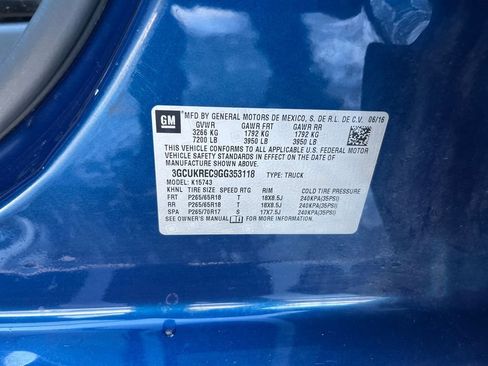 GM
MFD BY GENERAL MOTORS DE MEXICO, S. DE R.L. DE C.V. 06/16
GVWR GAWR FRT GAWR RR
3266 KG 1792 KG 1792 KG
7200 LB 3950 LB 3950 LB
THIS VEHICLE CONFORMS TO ALL APPLICABLE U.S. FEDERAL MOTOR
VEHICLE SAFETY STANDARDS IN EFFECT ON THE DATE OF
MANUFACTURE SHOWN ABOVE.
3GCUKREC9GG353118 TYPE: TRUCK
MODEL: K15743
KHNL TIRE SIZE SPEED RTG RIM COLD TIRE PRESSURE
FRT P265/65R18 T 18X8.5J 240KPA(35PSI)
RR P265/65R18 T 18X8.5J 240KPA(35PSI)
SPA P265/70R17 S 17X7.5J 240KPA(35PSI)
SEE OWNER'S MANUAL FOR ADDITIONAL INFORMATION.